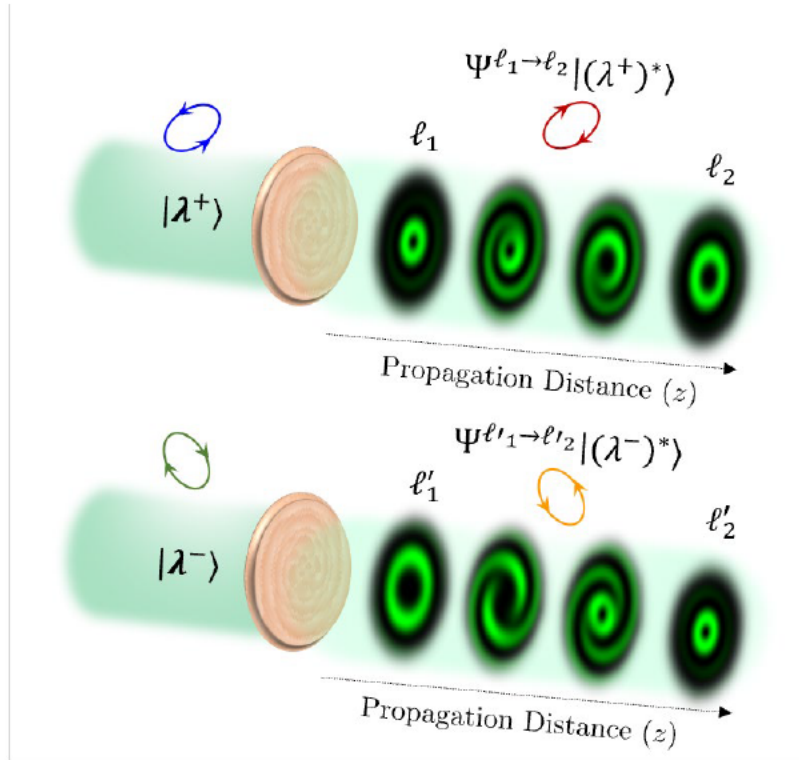 Ψ^{ℓ₁→ℓ₂}|(λ⁺)*⟩
ℓ₁
ℓ₂
|λ⁺⟩
Propagation Distance (z)
Ψ^{ℓ′₁→ℓ′₂}|(λ⁻)*⟩
ℓ′₁
ℓ′₂
|λ⁻⟩
Propagation Distance (z)